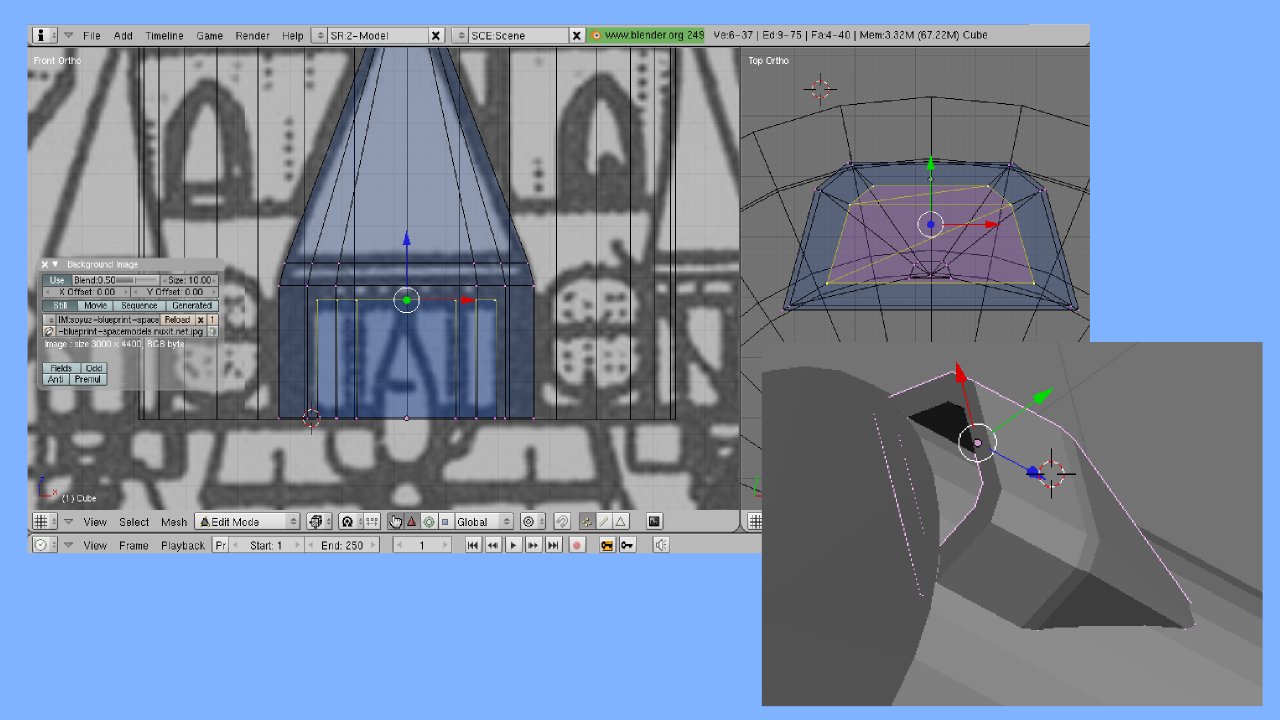 File Add Timeline Game Render Help SR:2-Model SCE:Scene www.blender.org 249 Ve:6-37 | Ed:9-75 | Fa:4-40 | Mem:3.32M (67.22M) Cube
Front Ortho
Top Ortho
Background Image
Use Blend:0.50 Size: 10.00
X Offset: 0.00 Y Offset: 0.00
Still Movie Sequence Generated
IM:soyuz-blueprint-space Reload X 1
-blueprint-spacemodels.nuxit.net.jpg
Image : size 3000 x 4400, RGB byte
Fields Odd
Anti Premul
(1) Cube
View Select Mesh Edit Mode Global
View Frame Playback Pr Start: 1 End: 250 1